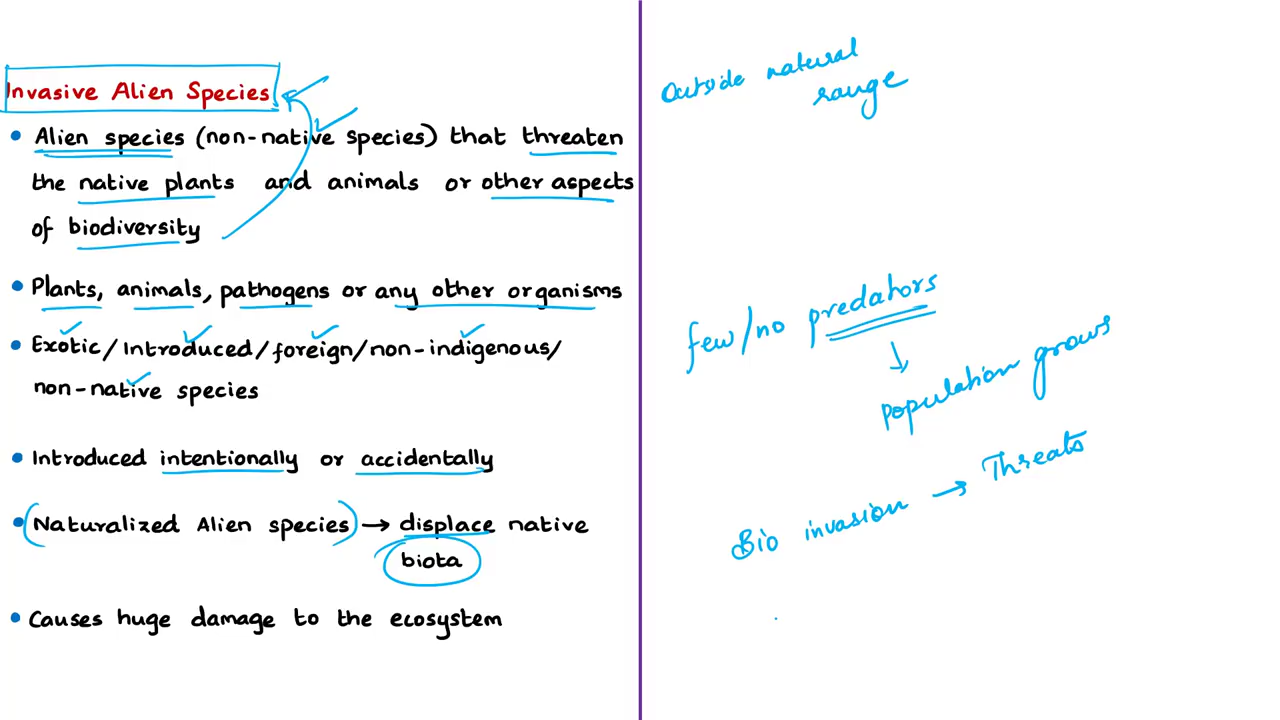 Invasive Alien Species
• Alien species (non-native species) that threaten
the native plants and animals or other aspects
of biodiversity
• Plants, animals, pathogens or any other organisms
• Exotic/Introduced/foreign/non-indigenous/
non-native species
• Introduced intentionally or accidentally
• (Naturalized Alien species) → displace native
biota
• Causes huge damage to the ecosystem
Outside natural
range
few/no predators
↓
population grows
Bio invasion → Threats